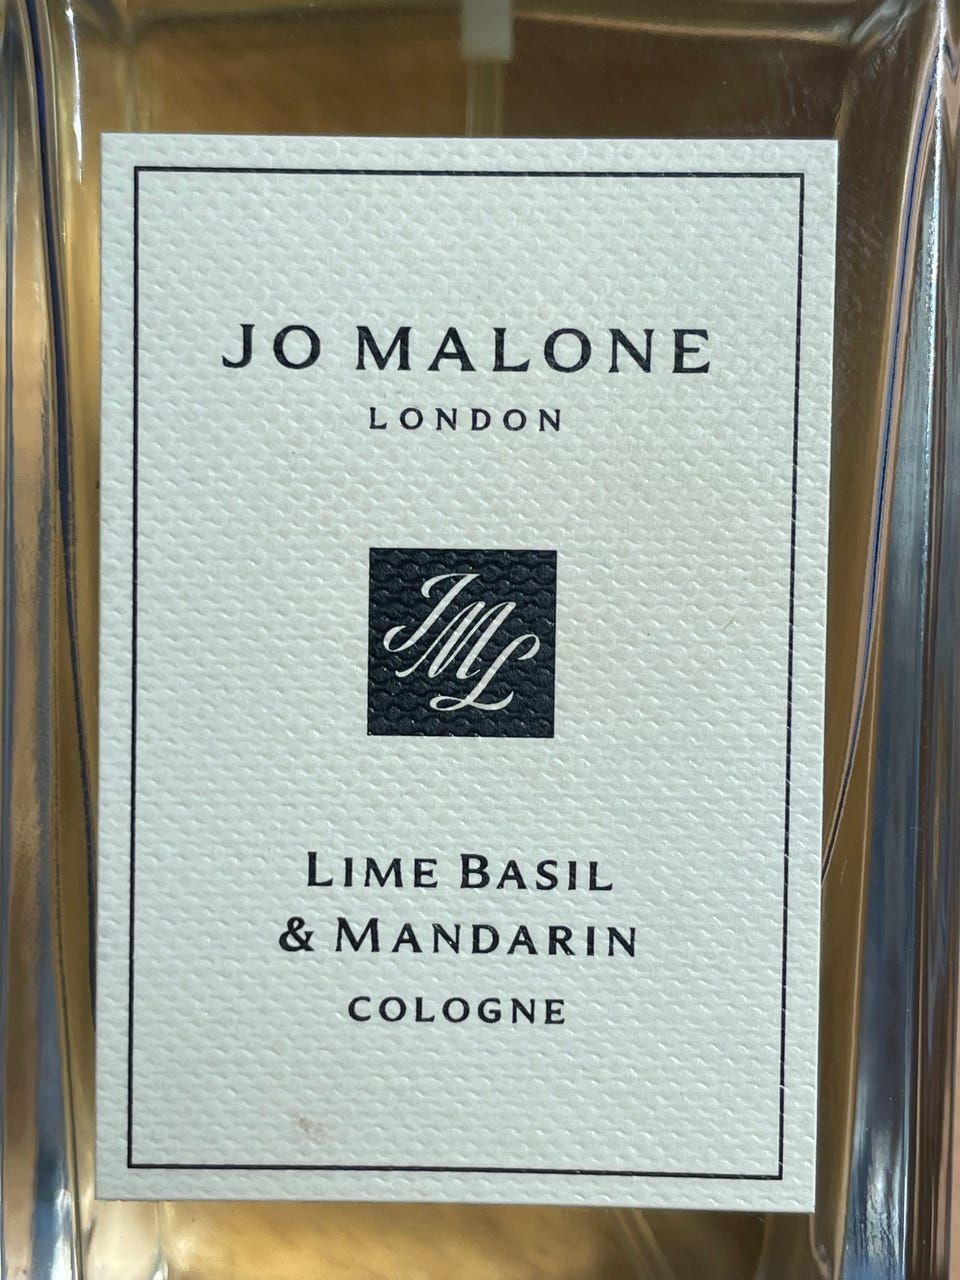 JO MALONE
LONDON
JML
LIME BASIL
& MANDARIN
COLOGNE